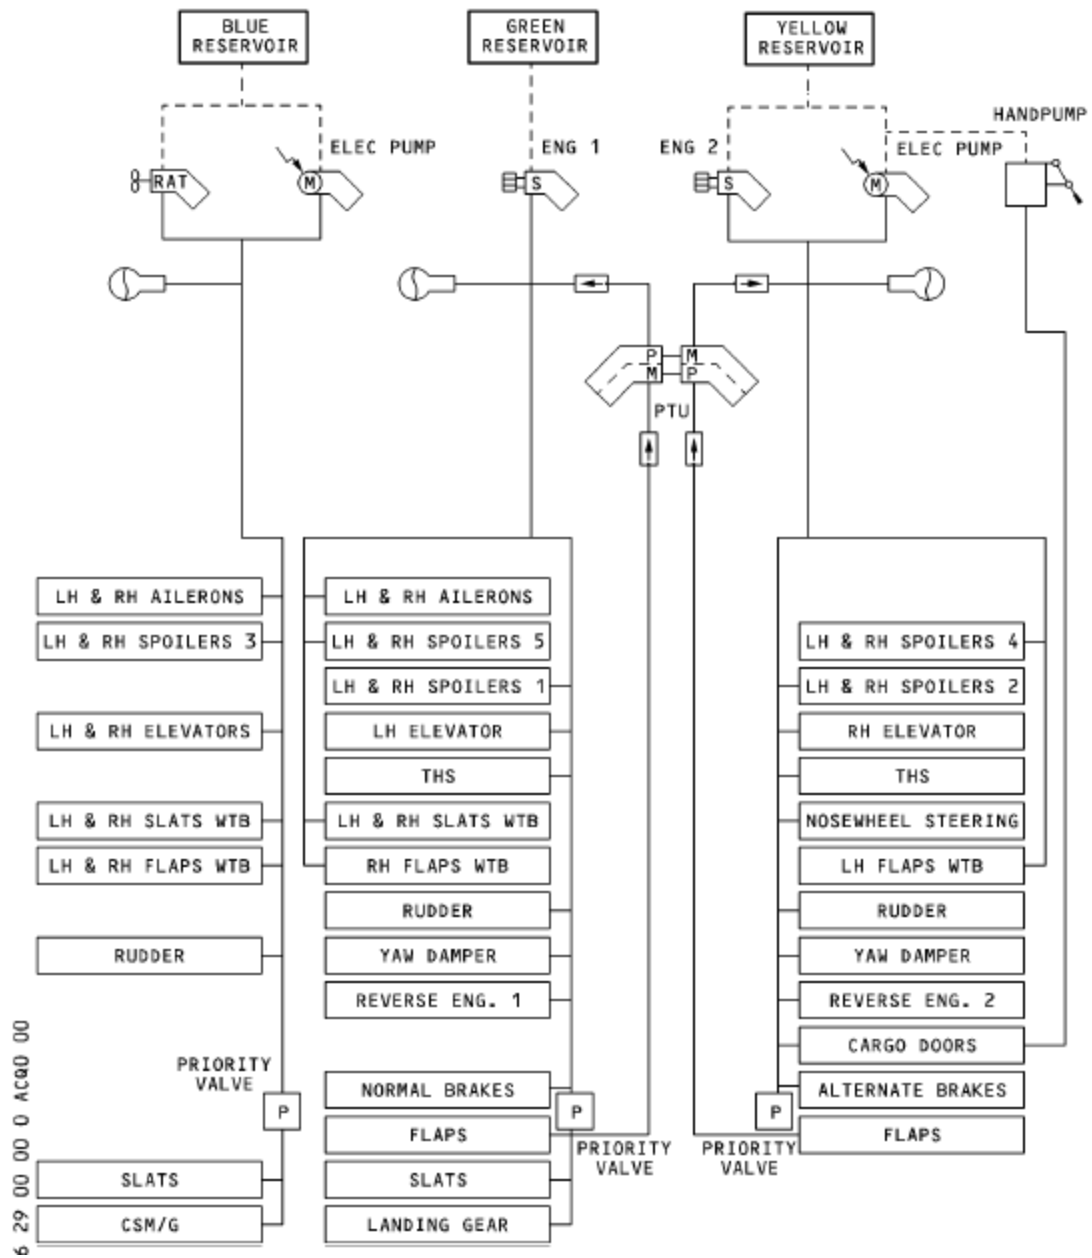 BLUE
RESERVOIR
GREEN
RESERVOIR
YELLOW
RESERVOIR
HANDPUMP
ELEC PUMP
ENG 1
ENG 2
ELEC PUMP
RAT
M
S
S
M
P
M
M
P
PTU
LH & RH AILERONS
LH & RH SPOILERS 3
LH & RH ELEVATORS
LH & RH SLATS WTB
LH & RH FLAPS WTB
RUDDER
PRIORITY
VALVE
P
SLATS
CSM/G
LH & RH AILERONS
LH & RH SPOILERS 5
LH & RH SPOILERS 1
LH ELEVATOR
THS
LH & RH SLATS WTB
RH FLAPS WTB
RUDDER
YAW DAMPER
REVERSE ENG. 1
NORMAL BRAKES
P
FLAPS
PRIORITY
VALVE
SLATS
LANDING GEAR
LH & RH SPOILERS 4
LH & RH SPOILERS 2
RH ELEVATOR
THS
NOSEWHEEL STEERING
LH FLAPS WTB
RUDDER
YAW DAMPER
REVERSE ENG. 2
CARGO DOORS
ALTERNATE BRAKES
P
FLAPS
PRIORITY
VALVE
29 00 00 0 ACQ0 00